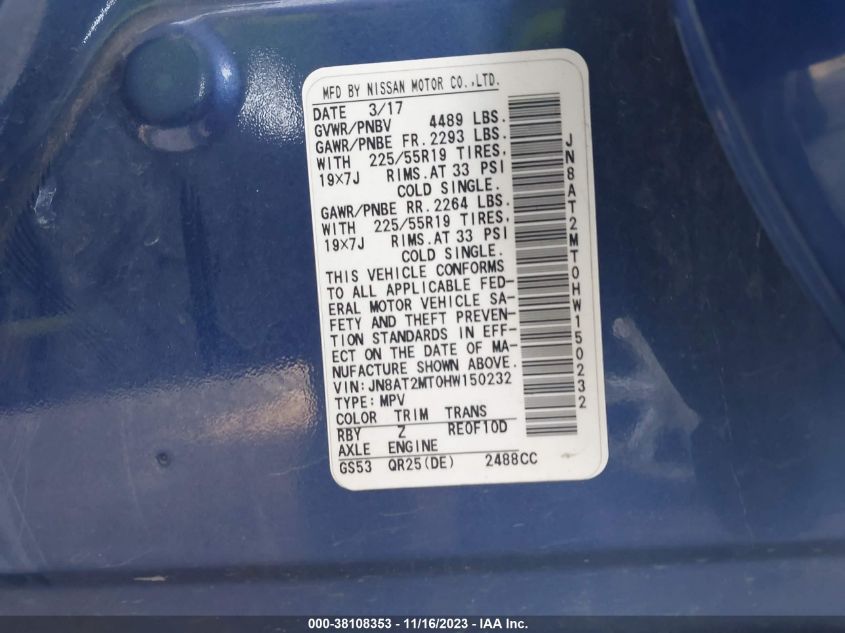 MFD BY NISSAN MOTOR CO.,LTD.
DATE 3/17
GVWR/PNBV 4489 LBS.
GAWR/PNBE FR.2293 LBS.
WITH 225/55R19 TIRES,
19X7J RIMS.AT 33 PSI
COLD SINGLE.
GAWR/PNBE RR.2264 LBS.
WITH 225/55R19 TIRES,
19X7J RIMS.AT 33 PSI
COLD SINGLE.
THIS VEHICLE CONFORMS
TO ALL APPLICABLE FED-
ERAL MOTOR VEHICLE SA-
FETY AND THEFT PREVEN-
TION STANDARDS IN EFF-
ECT ON THE DATE OF MA-
NUFACTURE SHOWN ABOVE.
VIN:JN8AT2MT0HW150232
TYPE:MPV
COLOR TRIM TRANS
RBY Z RE0F10D
AXLE ENGINE
GS53 QR25(DE) 2488CC
JN8AT2MT0HW150232
000-38108353 - 11/16/2023 - IAA Inc.